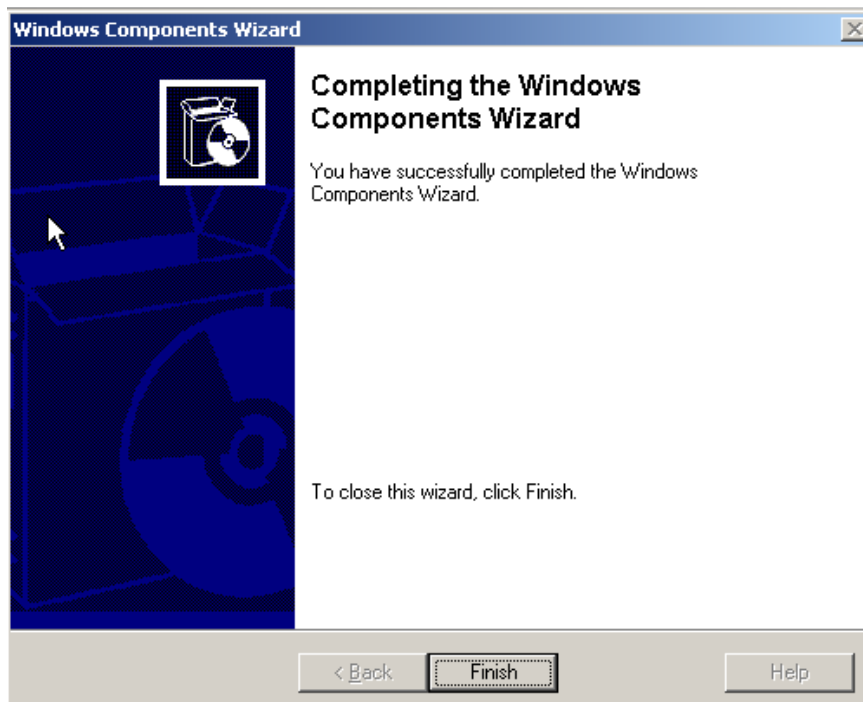 Windows Components Wizard
Completing the Windows
Components Wizard
You have successfully completed the Windows
Components Wizard.
To close this wizard, click Finish.
< Back
Finish
Help